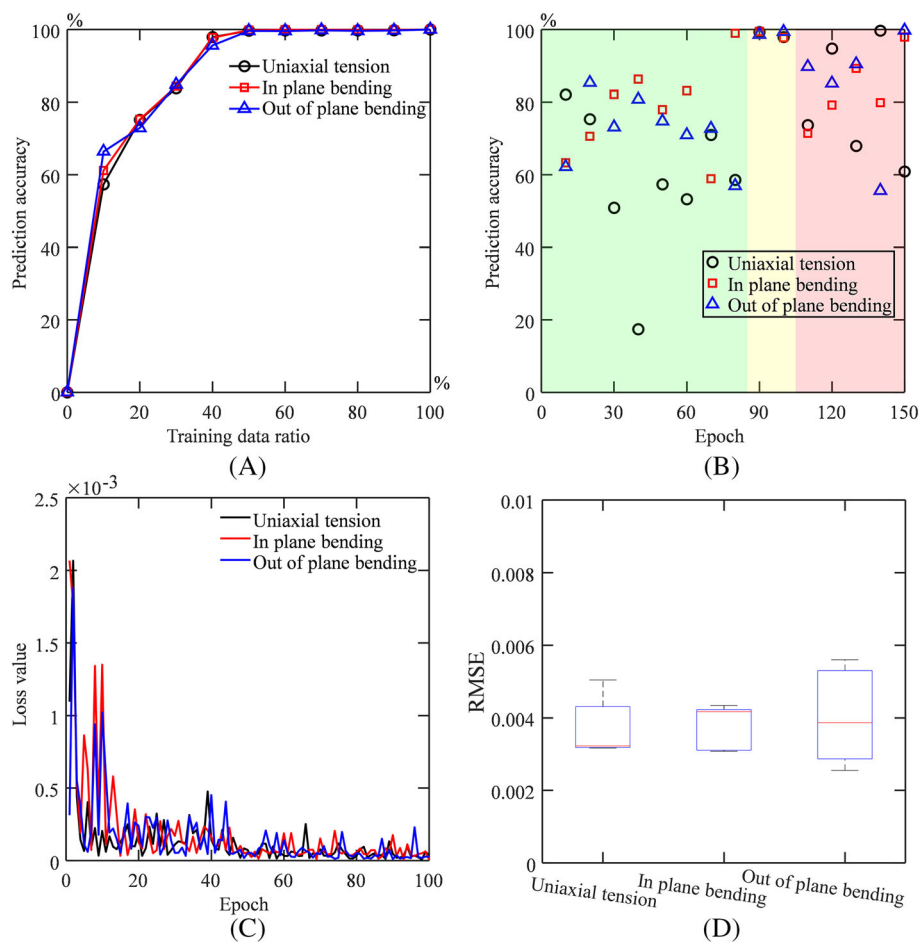 %
100
80
60
40
20
0
Prediction accuracy
Uniaxial tension
In plane bending
Out of plane bending
%
0 20 40 60 80 100
Training data ratio
(A)
%
100
80
60
40
20
0
Prediction accuracy
Uniaxial tension
In plane bending
Out of plane bending
0 30 60 90 120 150
Epoch
(B)
×10⁻³
2.5
2
1.5
1
0.5
0
Loss value
Uniaxial tension
In plane bending
Out of plane bending
0 20 40 60 80 100
Epoch
(C)
0.01
0.008
0.006
0.004
0.002
0
RMSE
Uniaxial tension
In plane bending
Out of plane bending
(D)